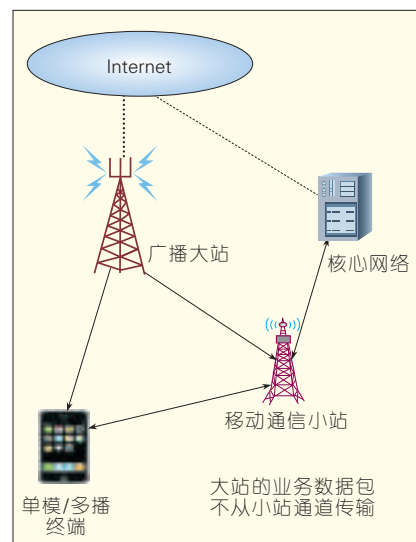 Internet
广播大站
核心网络
移动通信小站
单模/多播
终端
大站的业务数据包
不从小站通道传输